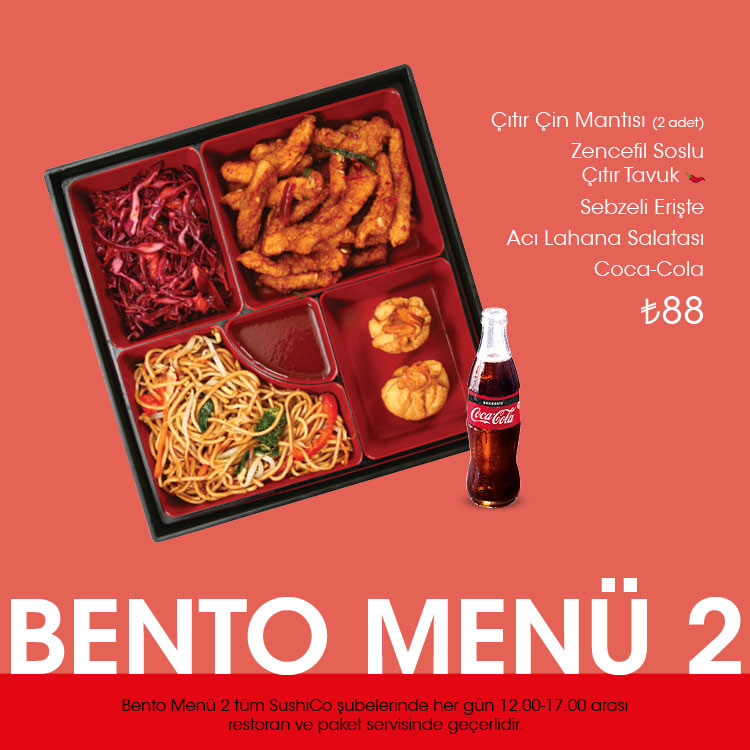 Çıtır Çin Mantısı (2 adet)
Zencefil Soslu
Çıtır Tavuk
Sebzeli Erişte
Acı Lahana Salatası
Coca-Cola
₺88
Coca-Cola
BENTO MENÜ 2
Bento Menü 2 tüm SushiCo şubelerinde her gün 12.00-17.00 arası
restoran ve paket servisinde geçerlidir.